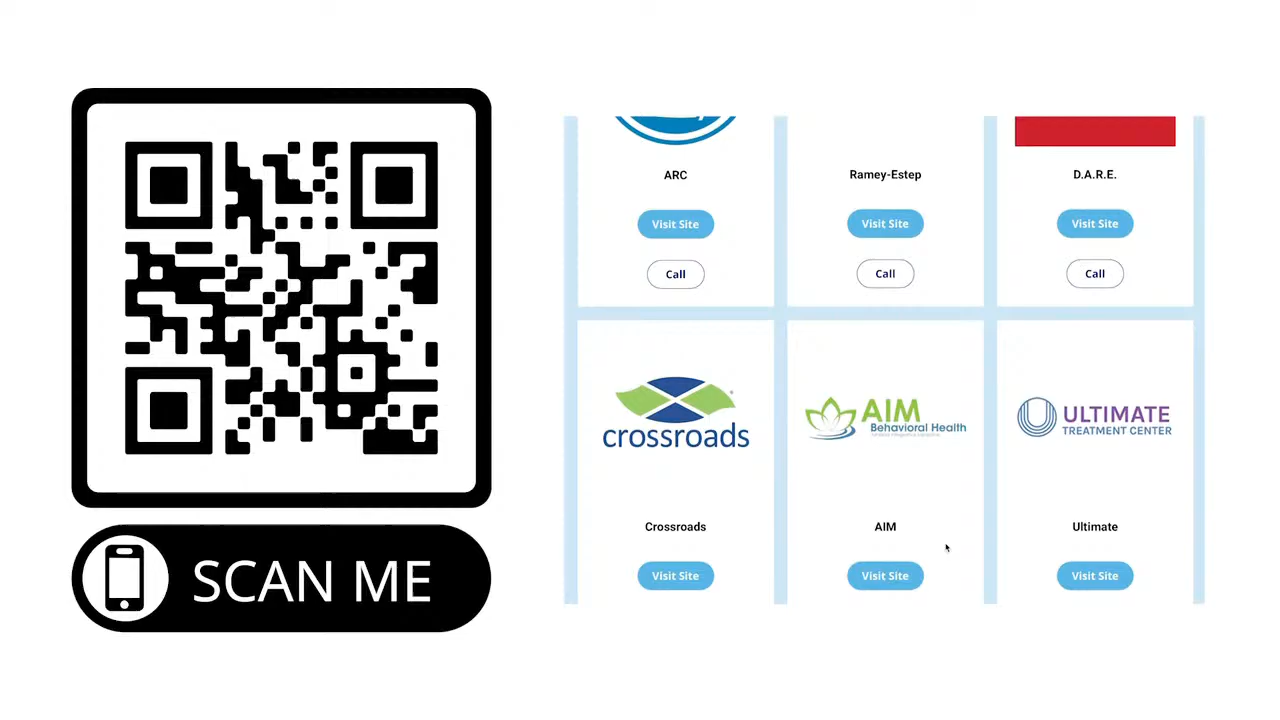 SCAN ME
ARC
Ramey-Estep
D.A.R.E.
Visit Site
Visit Site
Visit Site
Call
Call
Call
crossroads
AIM
Behavioral Health
ULTIMATE
TREATMENT CENTER
Crossroads
AIM
Ultimate
Visit Site
Visit Site
Visit Site